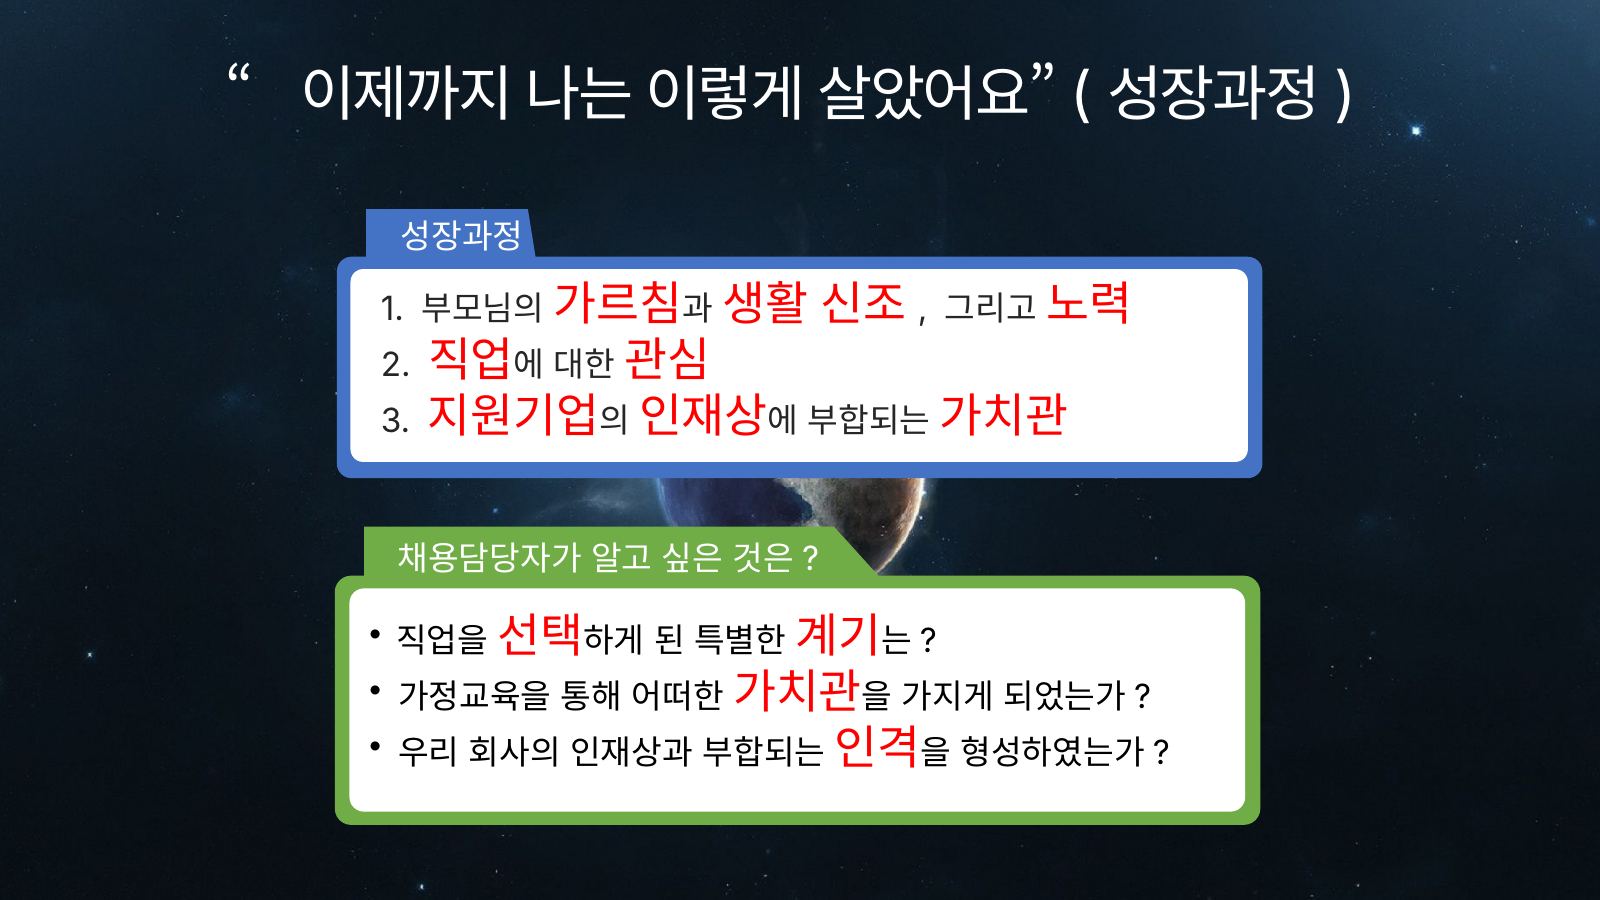 “ 이제까지 나는 이렇게 살았어요” ( 성장과정 )
성장과정
1. 부모님의 가르침과 생활 신조 , 그리고 노력
2. 직업에 대한 관심
3. 지원기업의 인재상에 부합되는 가치관
채용담당자가 알고 싶은 것은 ?
• 직업을 선택하게 된 특별한 계기는 ?
• 가정교육을 통해 어떠한 가치관을 가지게 되었는가 ?
• 우리 회사의 인재상과 부합되는 인격을 형성하였는가 ?